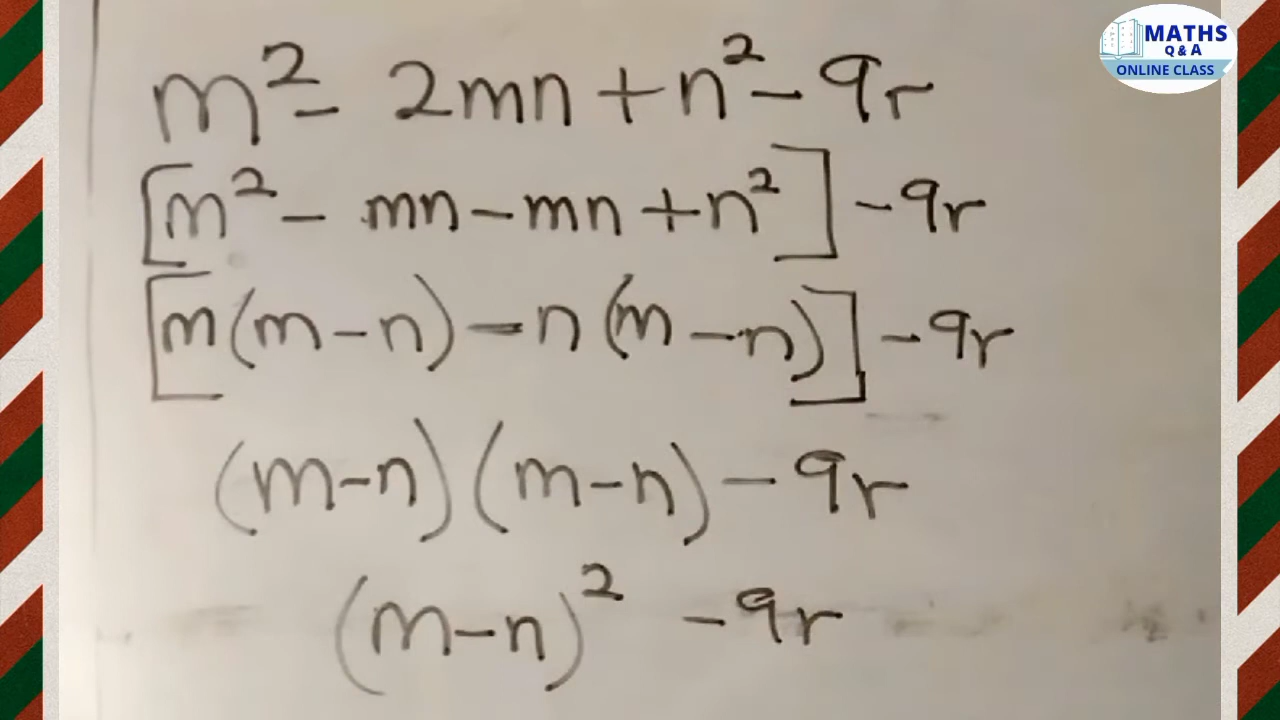 MATHS
Q & A
ONLINE CLASS
m² - 2mn + n² - 9r
[m² - mn - mn + n²] - 9r
[m(m - n) - n(m - n)] - 9r
(m - n)(m - n) - 9r
(m - n)² - 9r